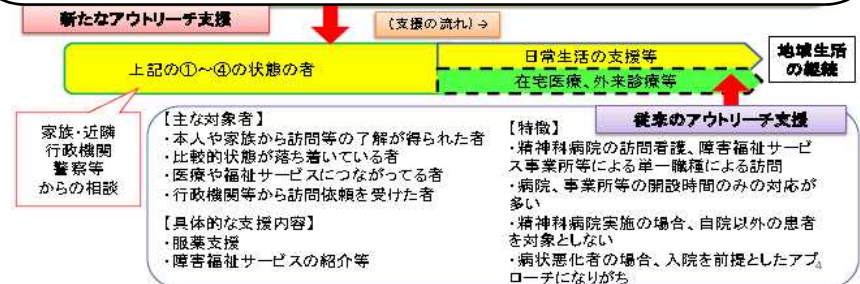 新たなアウトリーチ支援
(支援の流れ)→
上記の①～④の状態の者
日常生活の支援等
在宅医療、外来診療等
地域生活
の継続
従来のアウトリーチ支援
家族・近隣
行政機関
警察等
からの相談
【主な対象者】
・本人や家族から訪問等の了解が得られた者
・比較的状態が落ち着いている者
・医療や福祉サービスにつながってる者
・行政機関等から訪問依頼を受けた者
【具体的な支援内容】
・服薬支援
・障害福祉サービスの紹介等
【特徴】
・精神科病院の訪問看護、障害福祉サービ
ス事業所等による単一職種による訪問
・病院、事業所等の開設時間のみの対応が
多い
・精神科病院実施の場合、自院以外の患者
を対象としない
・病状悪化者の場合、入院を前提としたアプ
ローチになりがち
4